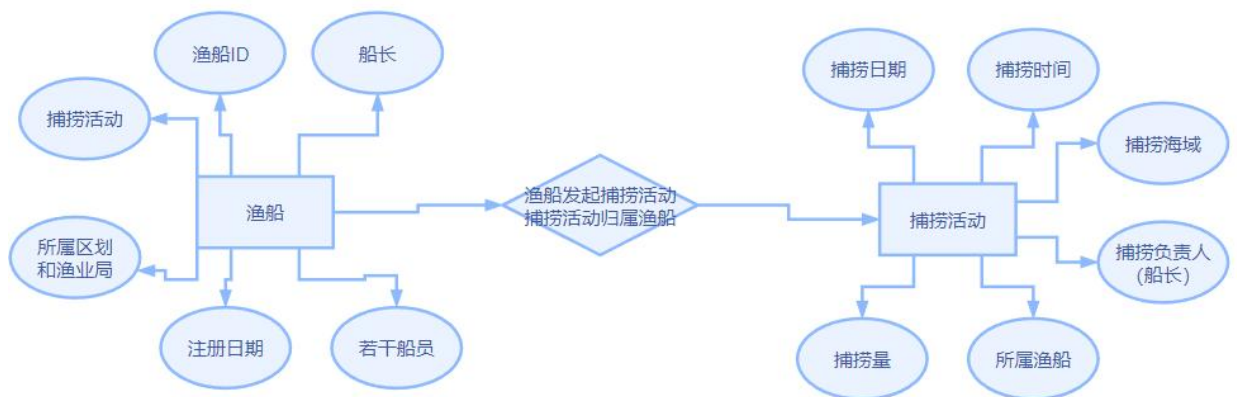 渔船ID
船长
捕捞活动
渔船
所属区划
和渔业局
注册日期
若干船员
渔船发起捕捞活动
捕捞活动归属渔船
捕捞日期
捕捞时间
捕捞海域
捕捞活动
捕捞负责人
(船长)
捕捞量
所属渔船